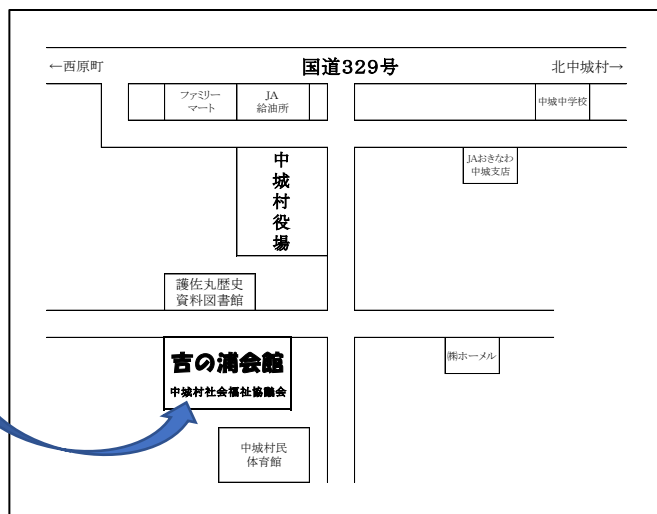 ←西原町 国道329号 北中城村→
ファミリー
マート
JA
給油所
中城中学校
中城村役場
JAおきなわ
中城支店
護佐丸歴史
資料図書館
吉の浦会館
中城村社会福祉協議会
㈱ホーメル
中城村民
体育館